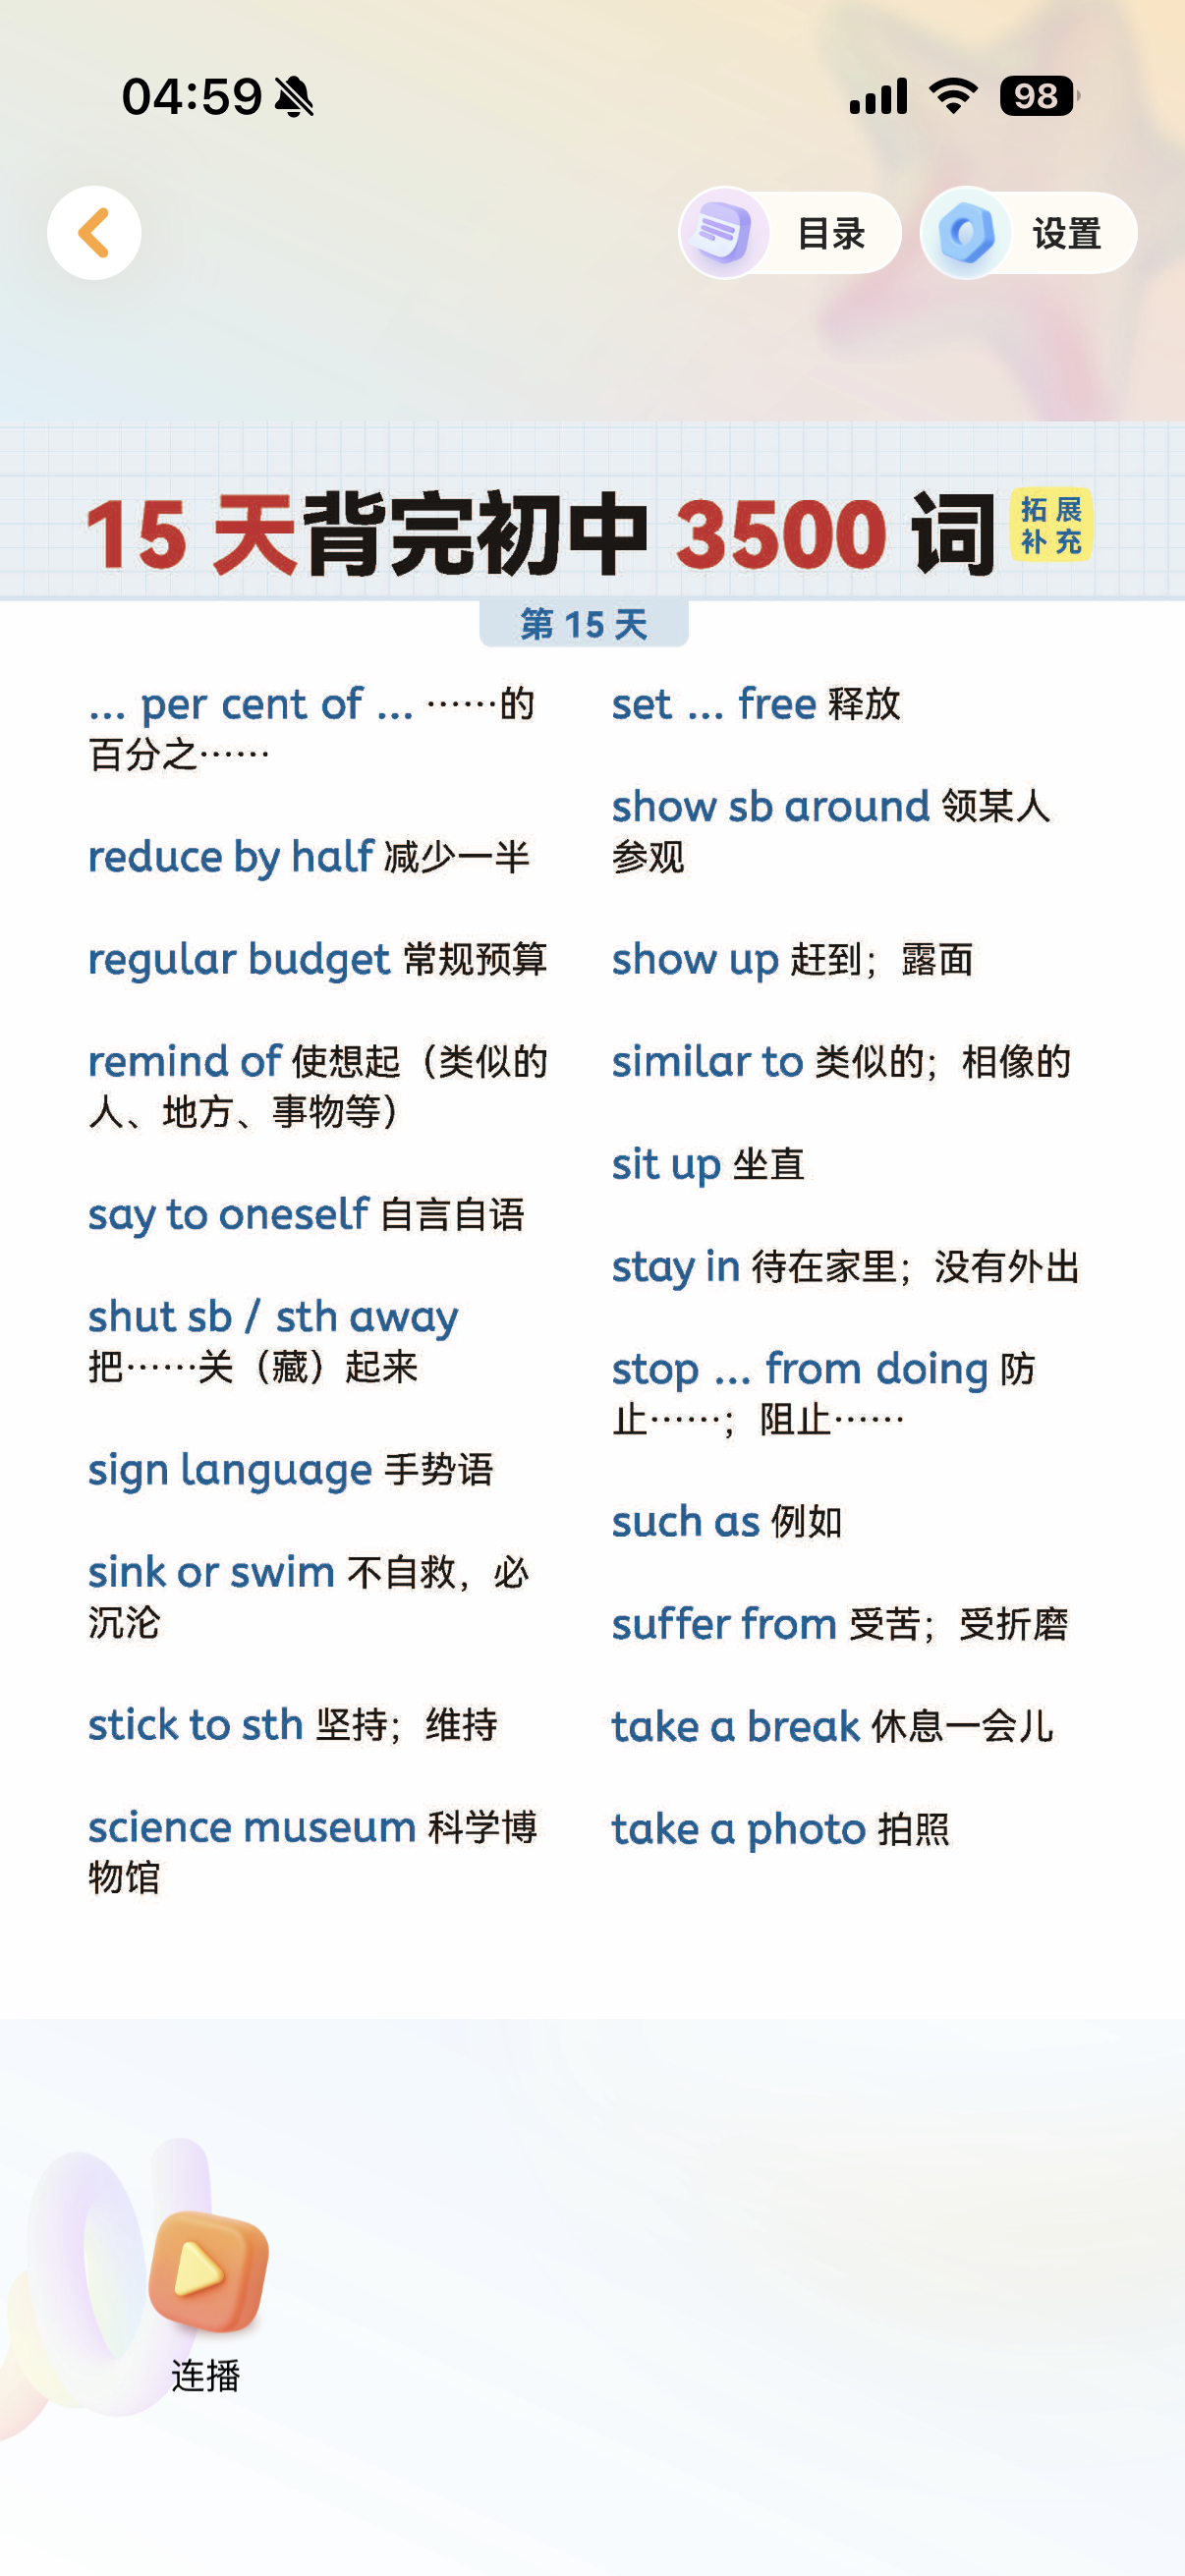 04:59
98
目录
设置
15 天背完初中 3500 词
拓展
补充
第 15 天
... per cent of ... ……的
百分之……
reduce by half 减少一半
regular budget 常规预算
remind of 使想起（类似的
人、地方、事物等）
say to oneself 自言自语
shut sb / sth away
把……关（藏）起来
sign language 手势语
sink or swim 不自救，必
沉沦
stick to sth 坚持；维持
science museum 科学博
物馆
set ... free 释放
show sb around 领某人
参观
show up 赶到；露面
similar to 类似的；相像的
sit up 坐直
stay in 待在家里；没有外出
stop ... from doing 防
止……；阻止……
such as 例如
suffer from 受苦；受折磨
take a break 休息一会儿
take a photo 拍照
连播